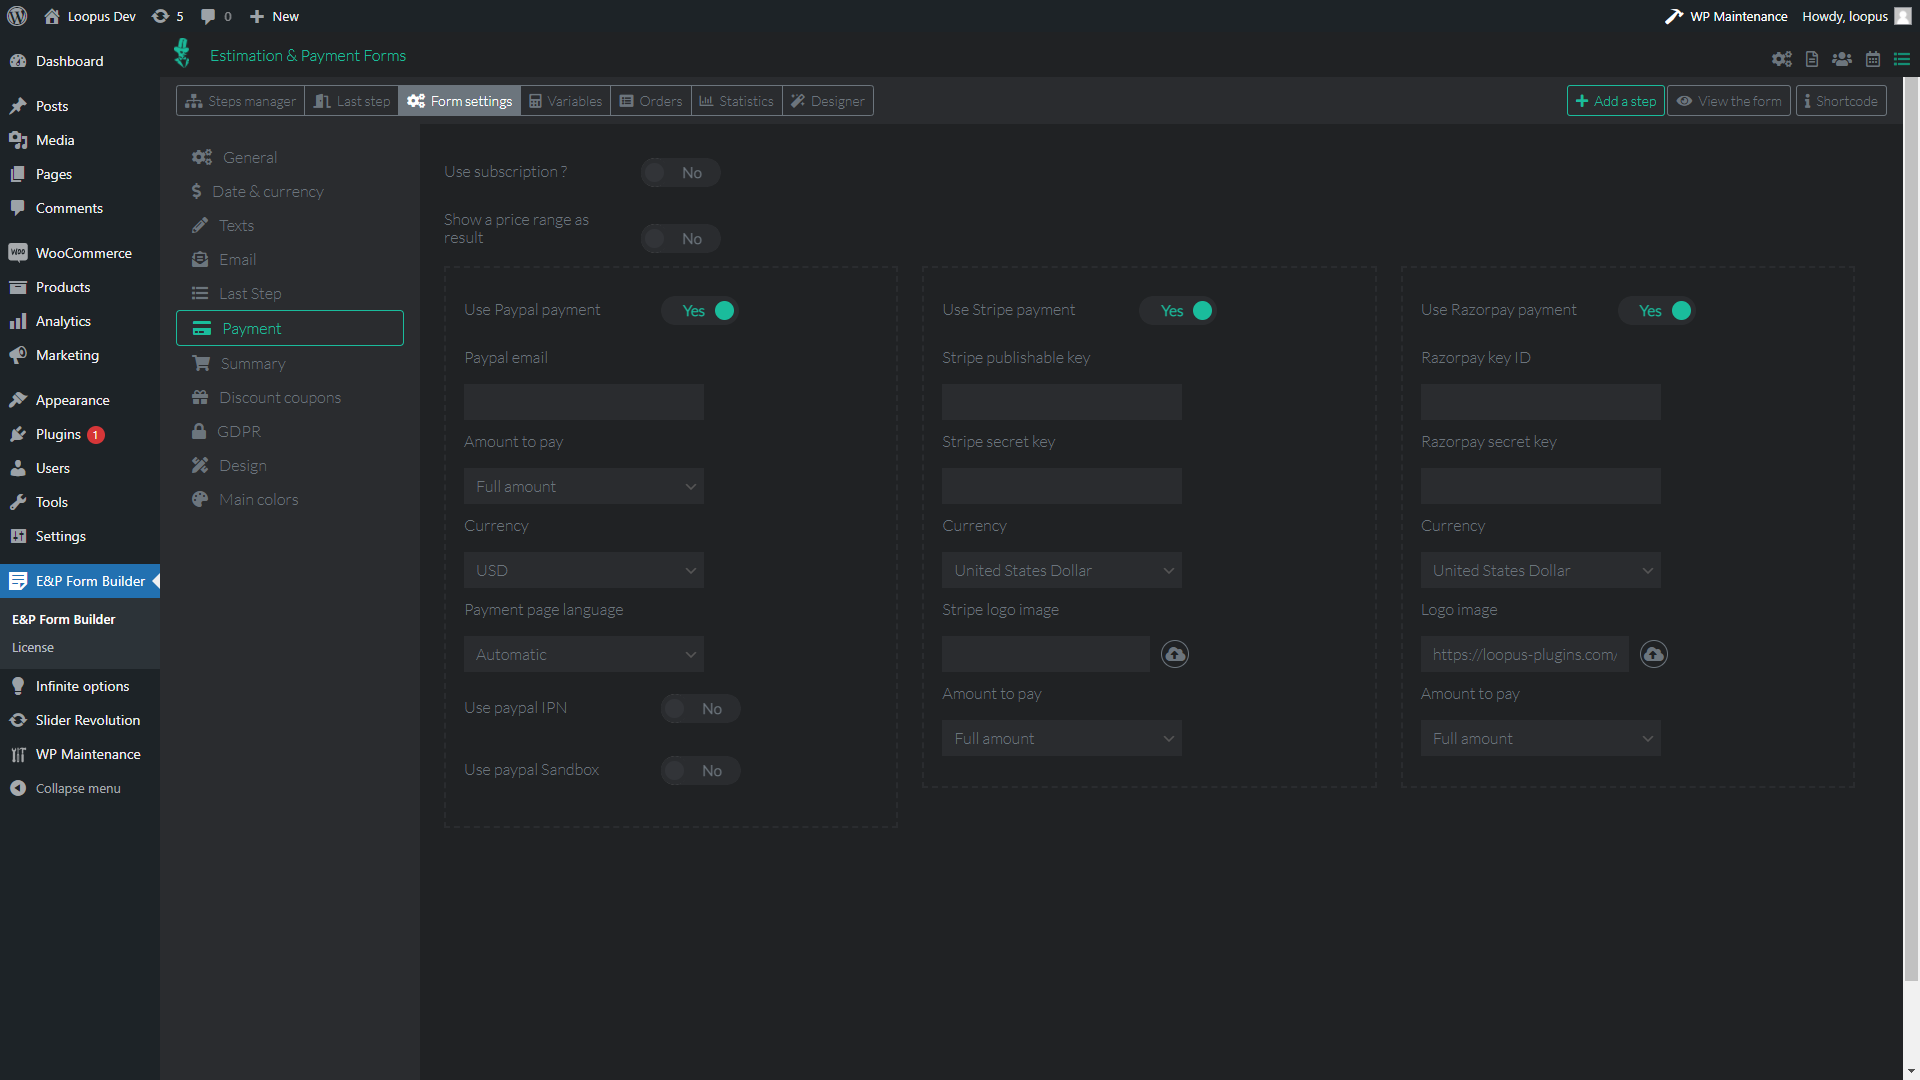 Loopus Dev
5
0
New
WP Maintenance
Howdy, loopus
Dashboard
Posts
Media
Pages
Comments
WooCommerce
Products
Analytics
Marketing
Appearance
Plugins 1
Users
Tools
Settings
E&P Form Builder
E&P Form Builder
License
Infinite options
Slider Revolution
WP Maintenance
Collapse menu
Estimation & Payment Forms
Steps manager
Last step
Form settings
Variables
Orders
Statistics
Designer
Add a step
View the form
Shortcode
General
Date & currency
Texts
Email
Last Step
Payment
Summary
Discount coupons
GDPR
Design
Main colors
Use subscription ?
No
Show a price range as
result
No
Use Paypal payment
Yes
Paypal email
Amount to pay
Full amount
Currency
USD
Payment page language
Automatic
Use paypal IPN
No
Use paypal Sandbox
No
Use Stripe payment
Yes
Stripe publishable key
Stripe secret key
Currency
United States Dollar
Stripe logo image
Amount to pay
Full amount
Use Razorpay payment
Yes
Razorpay key ID
Razorpay secret key
Currency
United States Dollar
Logo image
https://loopus-plugins.com/
Amount to pay
Full amount